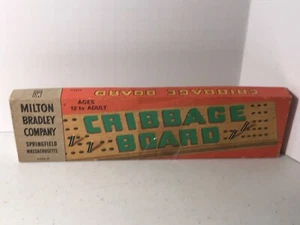 CRIBBAGE BOARD
AGES
12 to ADULT
MILTON
BRADLEY
COMPANY
SPRINGFIELD
MASSACHUSETTS
CRIBBAGE
BOARD